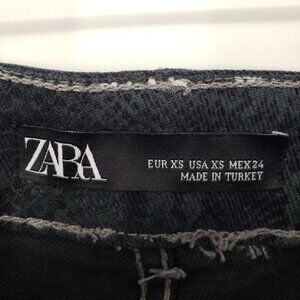 ZARA
EUR XS USA XS MEX 24
MADE IN TURKEY